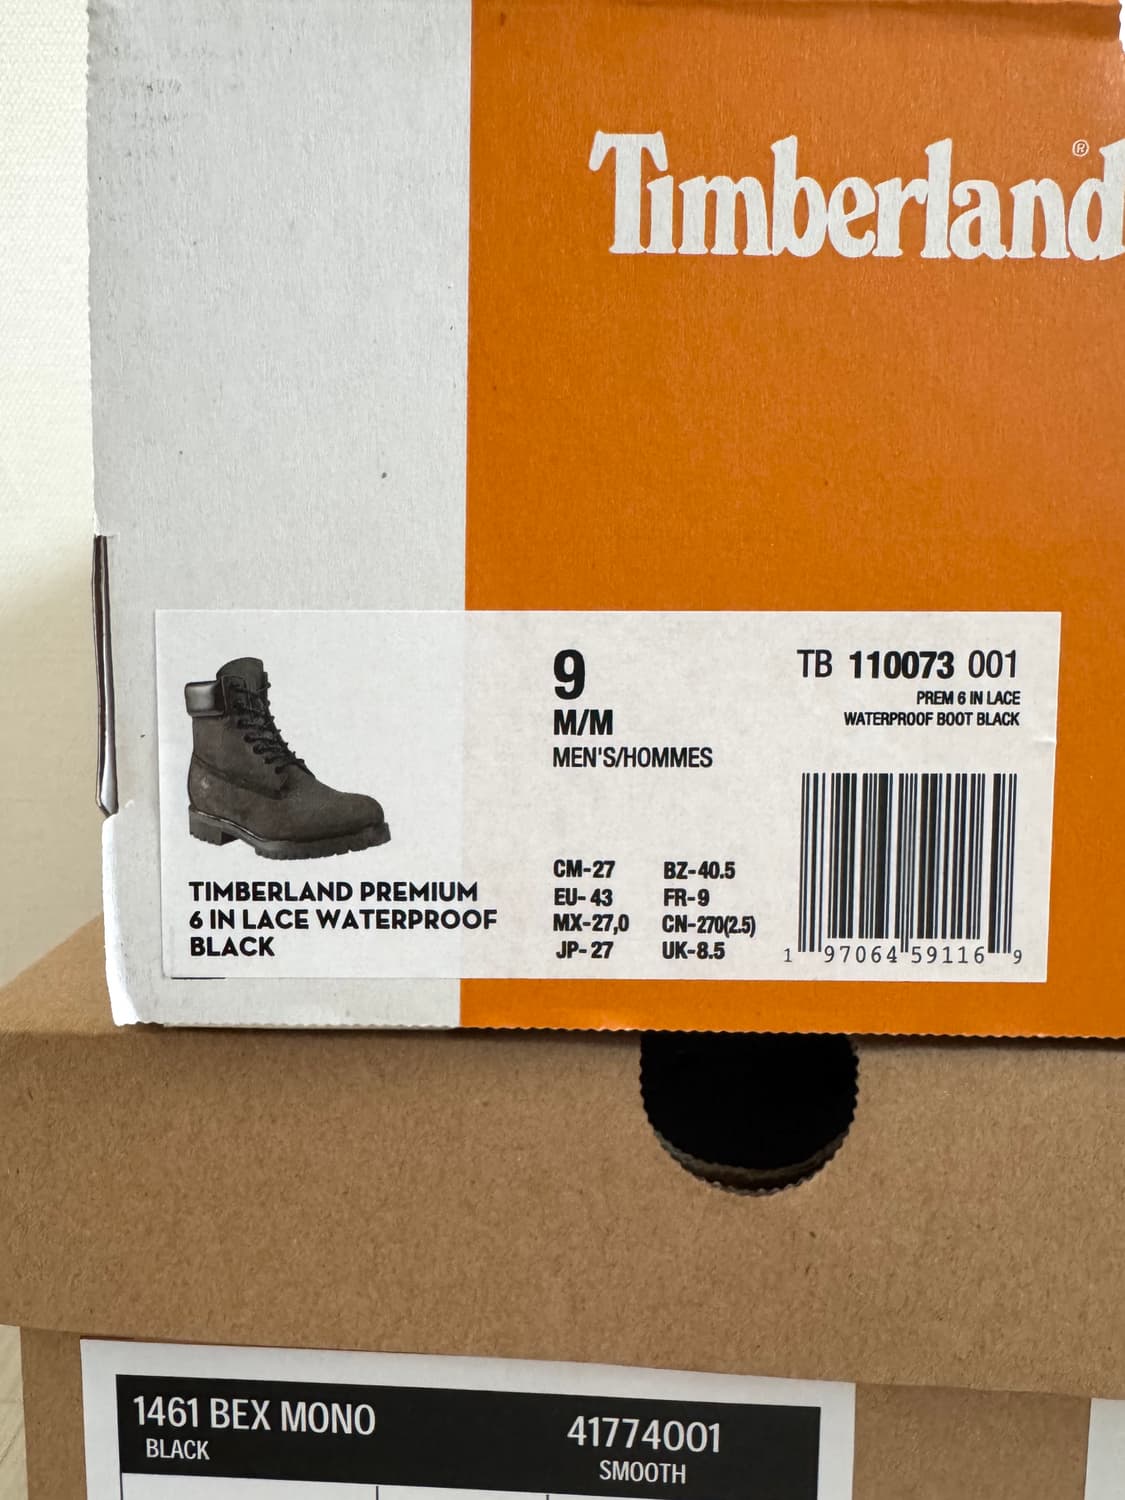 Timberland®
9
M/M
MEN'S/HOMMES
TB 110073 001
PREM 6 IN LACE
WATERPROOF BOOT BLACK
TIMBERLAND PREMIUM
6 IN LACE WATERPROOF
BLACK
CM-27 BZ-40.5
EU-43 FR-9
MX-27,0 CN-270(2.5)
JP-27 UK-8.5
1 97064 59116 9
1461 BEX MONO 41774001
BLACK SMOOTH